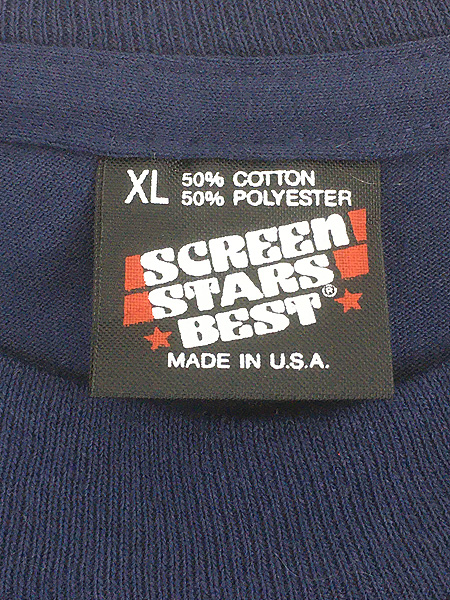 XL 50% COTTON
50% POLYESTER
SCREEN
STARS
BEST®
MADE IN U.S.A.